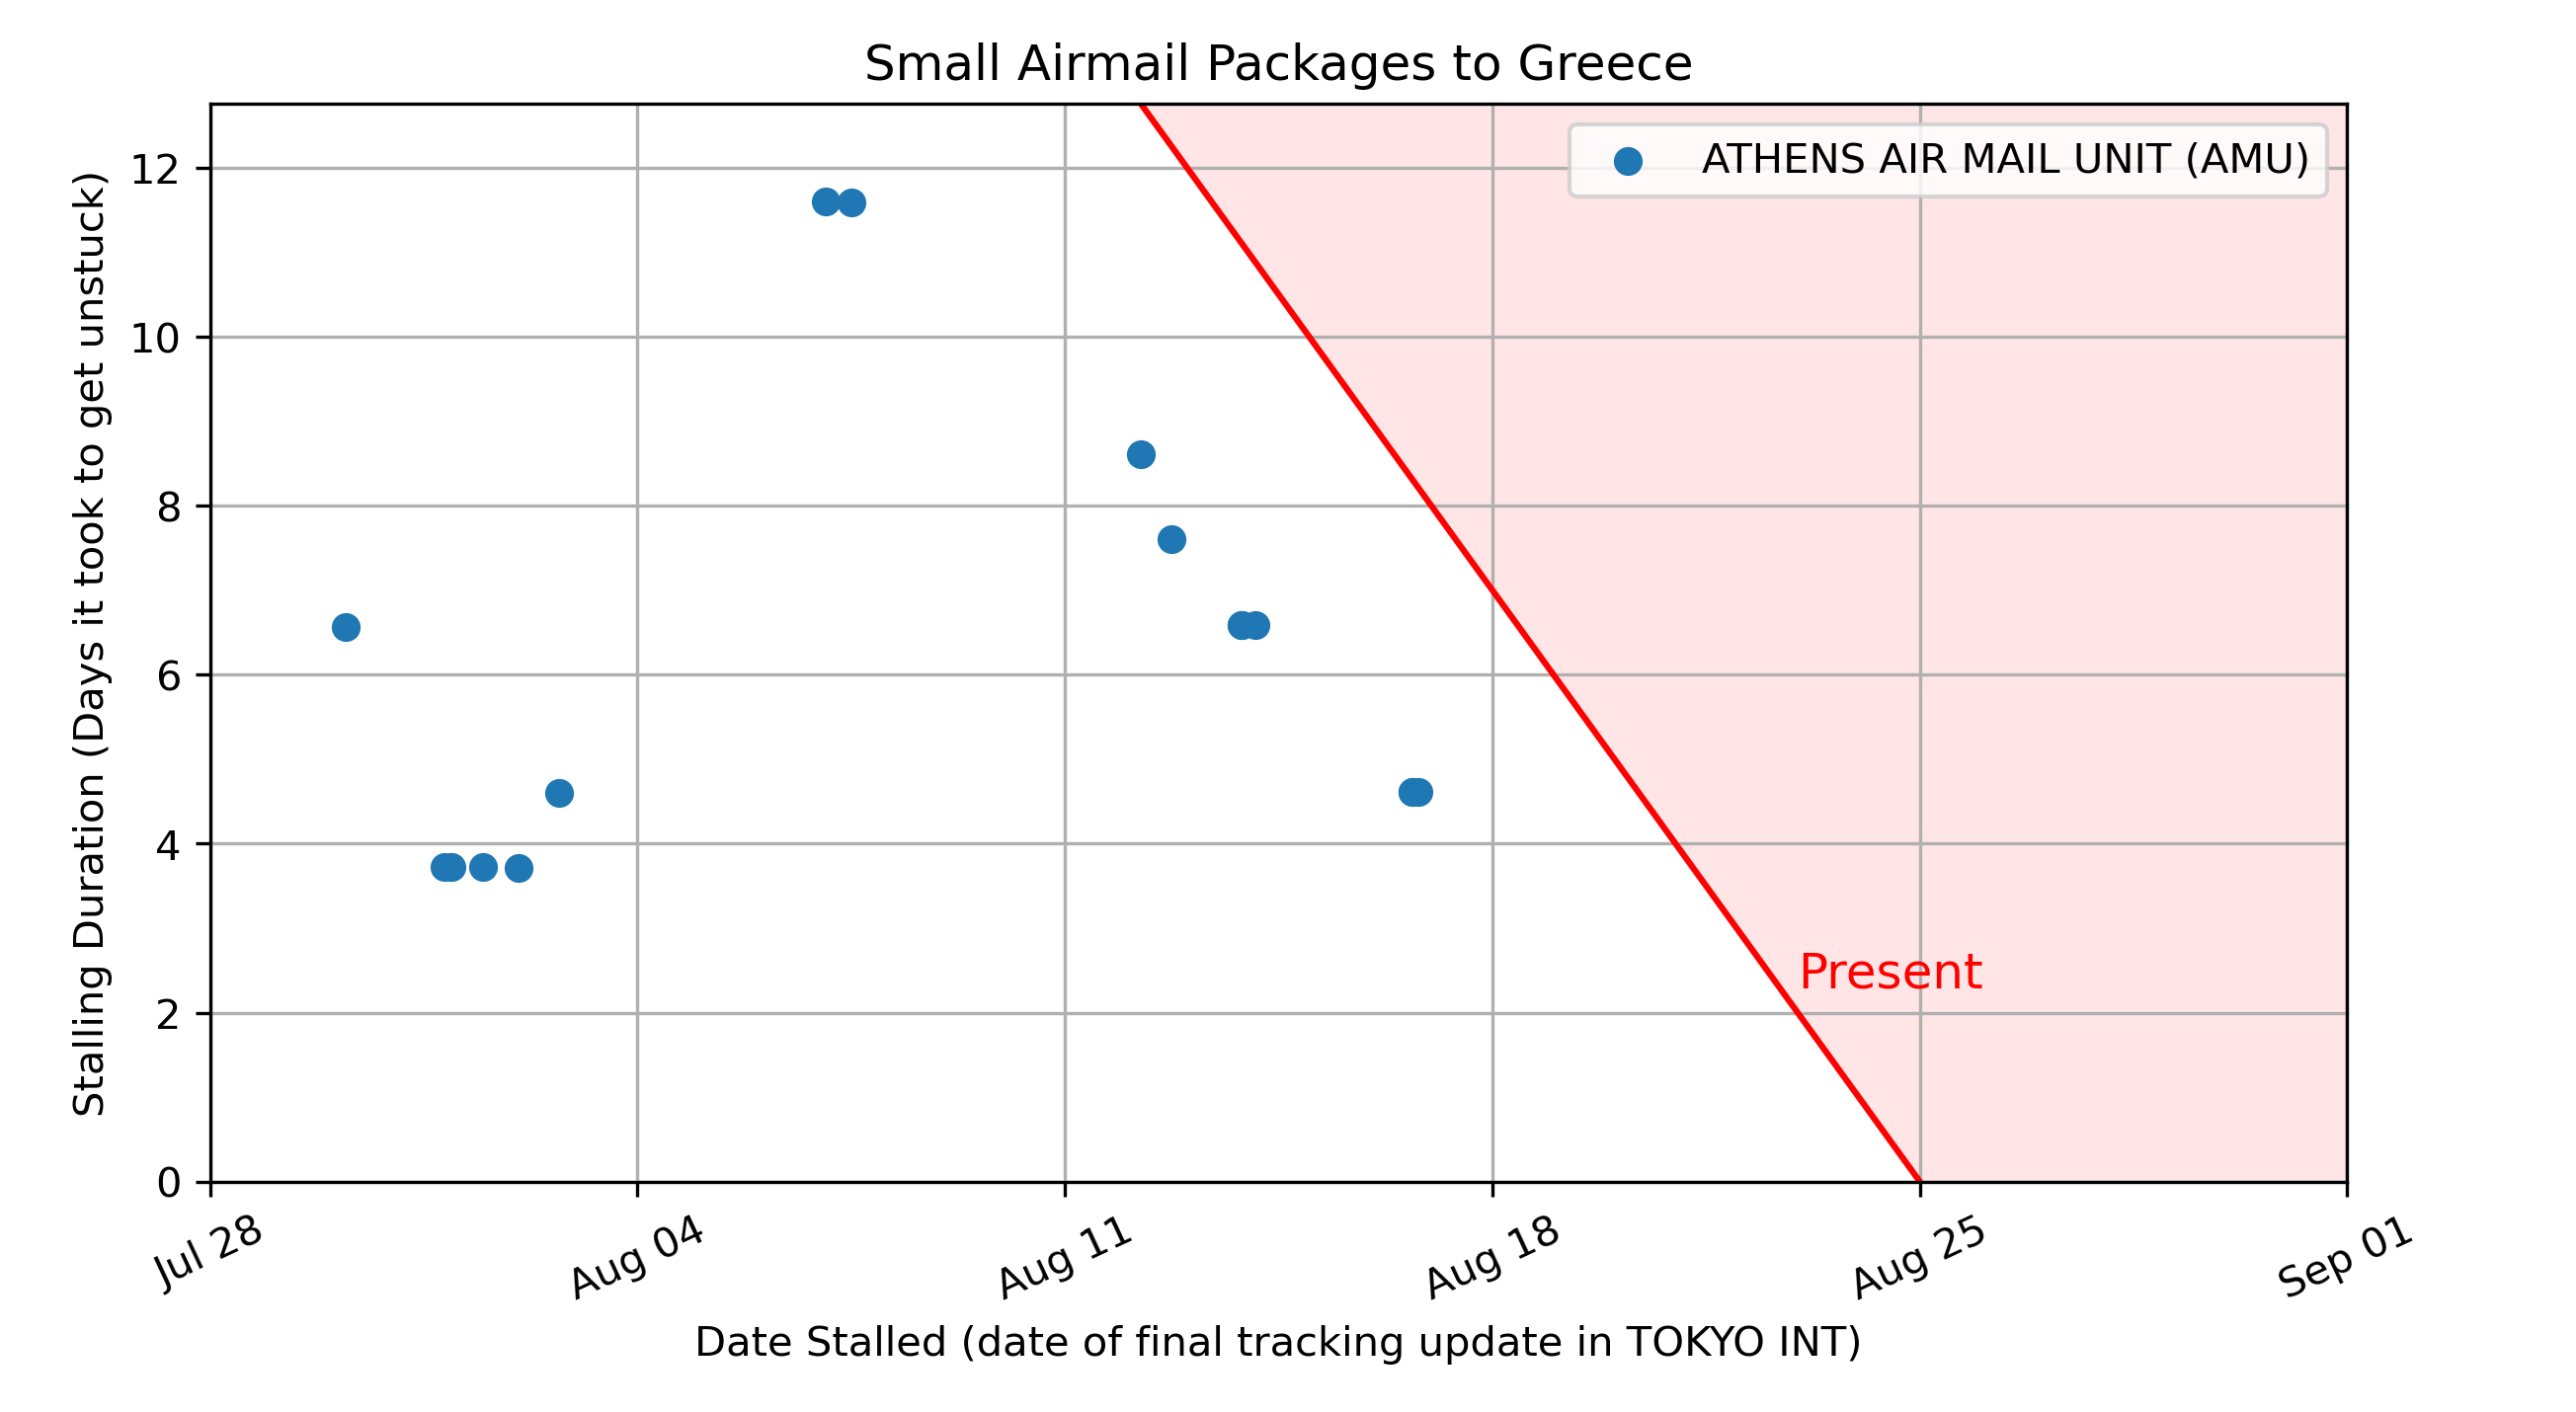 Small Airmail Packages to Greece
ATHENS AIR MAIL UNIT (AMU)
Stalling Duration (Days it took to get unstuck)
12
10
8
6
4
2
0
Present
Jul 28
Aug 04
Aug 11
Aug 18
Aug 25
Sep 01
Date Stalled (date of final tracking update in TOKYO INT)